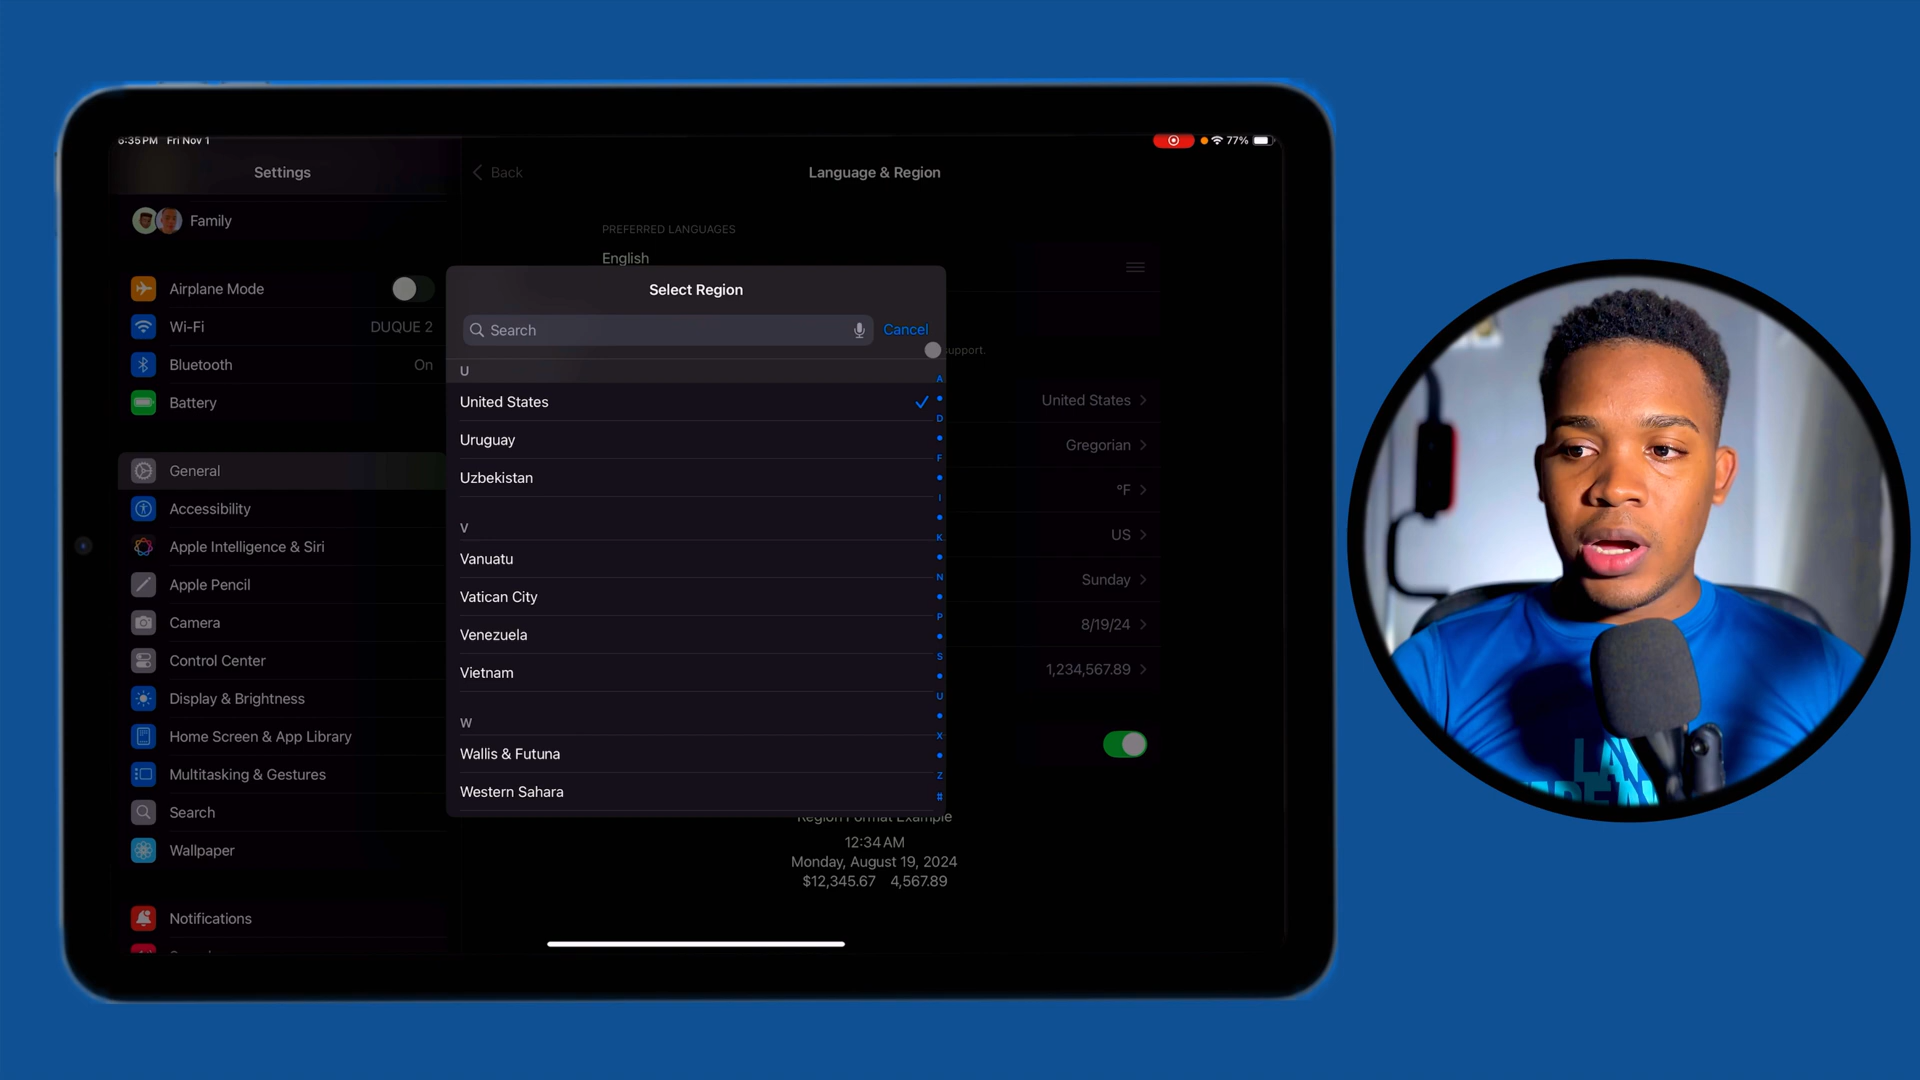 6:35 PM Fri Nov 1
77%
Settings
Family
Airplane Mode
Wi-Fi DUQUE 2
Bluetooth On
Battery
General
Accessibility
Apple Intelligence & Siri
Apple Pencil
Camera
Control Center
Display & Brightness
Home Screen & App Library
Multitasking & Gestures
Search
Wallpaper
Notifications
Back
Language & Region
PREFERRED LANGUAGES
English
Select Region
Search
Cancel
U
United States
Uruguay
Uzbekistan
V
Vanuatu
Vatican City
Venezuela
Vietnam
W
Wallis & Futuna
Western Sahara
A
D
F
I
K
N
P
S
U
X
Z
#
support.
United States
Gregorian
°F
US
Sunday
8/19/24
1,234,567.89
Region Format Example
12:34 AM
Monday, August 19, 2024
$12,345.67 4,567.89